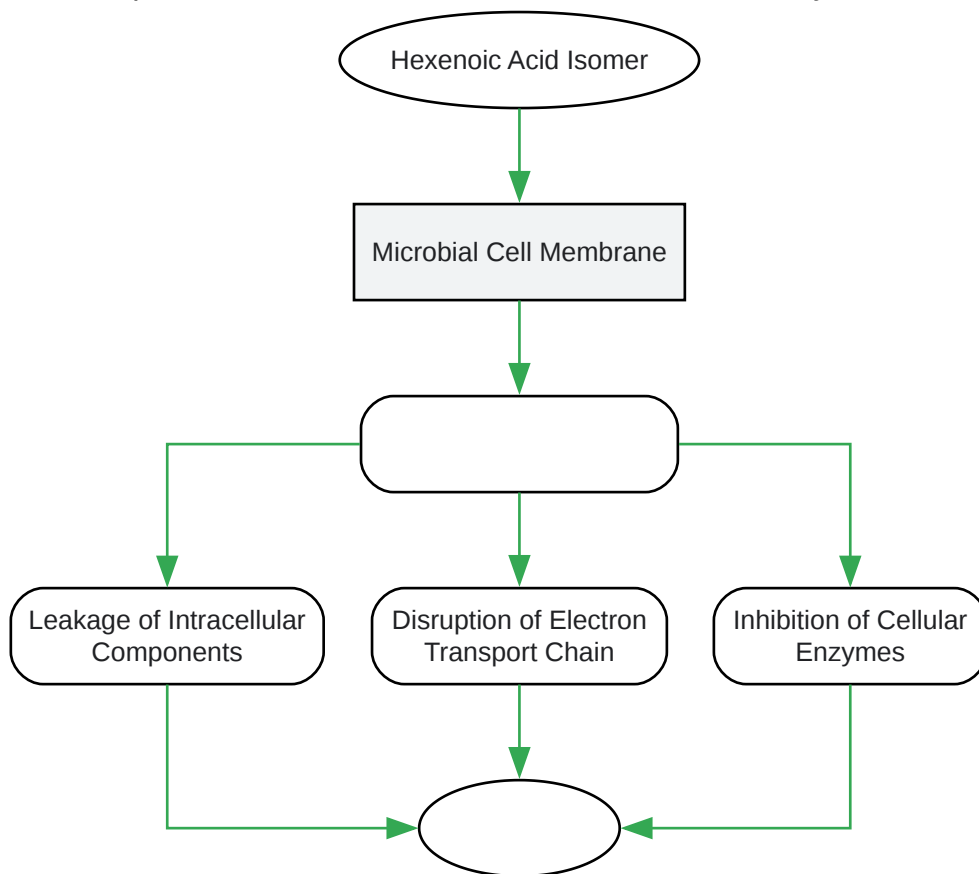 Hexenoic Acid Isomer
Microbial Cell Membrane
Leakage of Intracellular
Components
Disruption of Electron
Transport Chain
Inhibition of Cellular
Enzymes